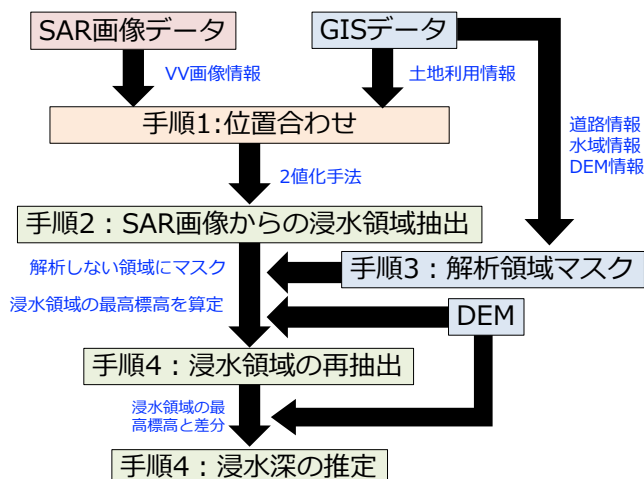 SAR画像データ
GISデータ
VV画像情報
土地利用情報
手順1:位置合わせ
道路情報
水域情報
DEM情報
2値化手法
手順2：SAR画像からの浸水領域抽出
解析しない領域にマスク
手順3：解析領域マスク
浸水領域の最高標高を算定
DEM
手順4：浸水領域の再抽出
浸水領域の最
高標高と差分
手順4：浸水深の推定